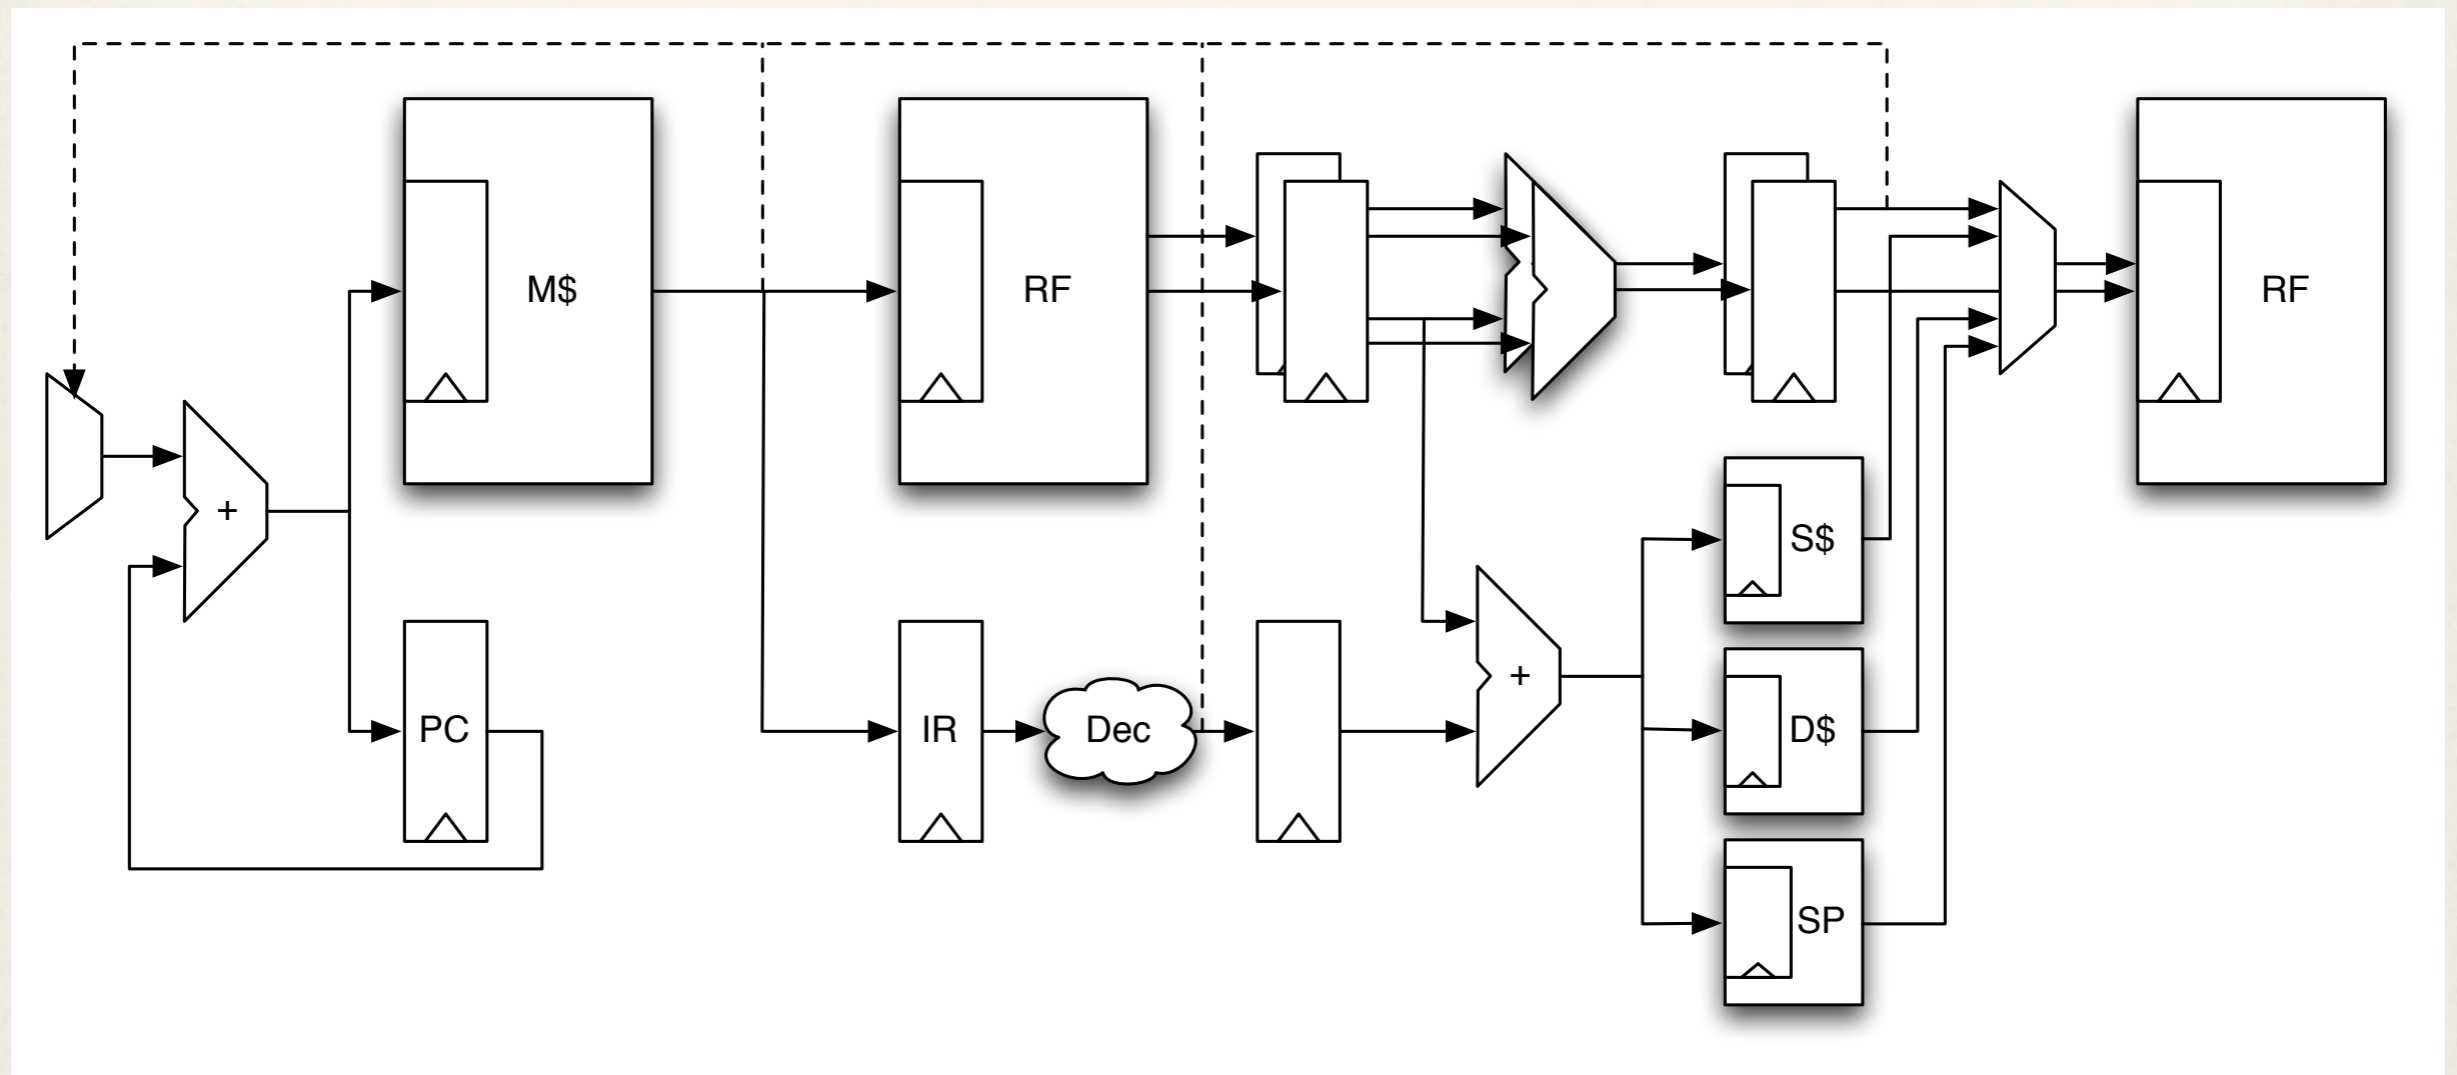 M$
RF
RF
+
S$
+
PC
IR
Dec
D$
SP